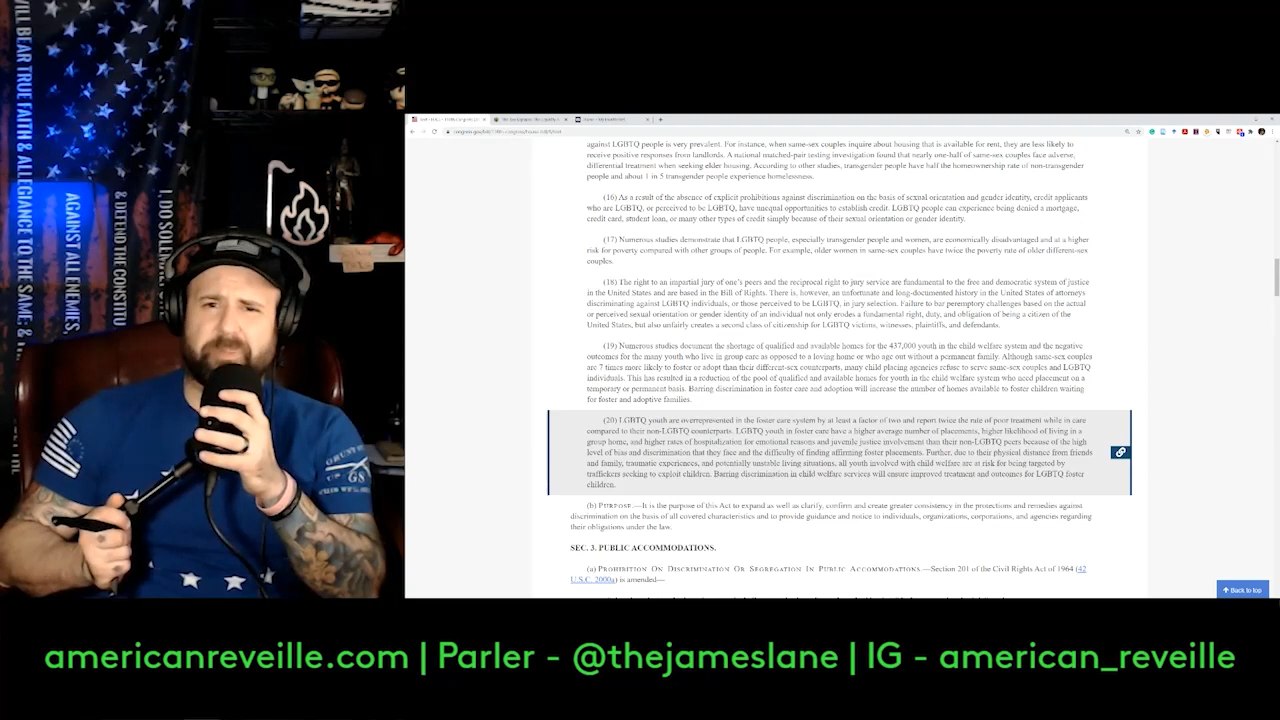 VILL BEAR TRUE FAITH & ALLEGIANCE TO THE SAME; &
AGAINST ALL ENEMIES,
& DEFEND THE CONSTITU
I, DO SOLEN
against LGBTQ people is very prevalent. For instance, when same-sex couples inquire about housing that is available for rent, they are less likely to
receive positive responses from landlords. A national matched-pair testing investigation found that nearly one-half of same-sex couples face adverse,
differential treatment when seeking elder housing. According to other studies, transgender people have half the homeownership rate of non-transgender
people and about 1 in 5 transgender people experience homelessness.
(16) As a result of the absence of explicit prohibitions against discrimination on the basis of sexual orientation and gender identity, credit applicants
who are LGBTQ, or perceived to be LGBTQ, have unequal opportunities to establish credit. LGBTQ people can experience being denied a mortgage,
credit card, student loan, or many other types of credit simply because of their sexual orientation or gender identity.
(17) Numerous studies demonstrate that LGBTQ people, especially transgender people and women, are economically disadvantaged and at a higher
risk for poverty compared with other groups of people. For example, older women in same-sex couples have twice the poverty rate of older different-sex
couples.
(18) The right to an impartial jury of one's peers and the reciprocal right to jury service are fundamental to the free and democratic system of justice
in the United States and are based in the Bill of Rights. There is, however, an unfortunate and long-documented history in the United States of attorneys
discriminating against LGBTQ individuals, or those perceived to be LGBTQ, in jury selection. Failure to bar peremptory challenges based on the actual
or perceived sexual orientation or gender identity of an individual not only erodes a fundamental right, duty, and obligation of being a citizen of the
United States, but also unfairly creates a second class of citizenship for LGBTQ victims, witnesses, plaintiffs, and defendants.
(19) Numerous studies document the shortage of qualified and available homes for the 437,000 youth in the child welfare system and the negative
outcomes for the many youth who live in group care as opposed to a loving home or who age out without a permanent family. Although same-sex couples
are 7 times more likely to foster or adopt than their different-sex counterparts, many child placing agencies refuse to serve same-sex couples and LGBTQ
individuals. This has resulted in a reduction of the pool of qualified and available homes for youth in the child welfare system who need placement on a
temporary or permanent basis. Barring discrimination in foster care and adoption will increase the number of homes available to foster children waiting
for foster and adoptive families.
(20) LGBTQ youth are overrepresented in the foster care system by at least a factor of two and report twice the rate of poor treatment while in care
compared to their non-LGBTQ counterparts. LGBTQ youth in foster care have a higher average number of placements, higher likelihood of living in a
group home, and higher rates of hospitalization for emotional reasons and juvenile justice involvement than their non-LGBTQ peers because of the high
level of bias and discrimination that they face and the difficulty of finding affirming foster placements. Further, due to their physical distance from friends
and family, traumatic experiences, and potentially unstable living situations, all youth involved with child welfare are at risk for being targeted by
traffickers seeking to exploit children. Barring discrimination in child welfare services will ensure improved treatment and outcomes for LGBTQ foster
children.
(b) PURPOSE.—It is the purpose of this Act to expand as well as clarify, confirm and create greater consistency in the protections and remedies against
discrimination on the basis of all covered characteristics and to provide guidance and notice to individuals, organizations, corporations, and agencies regarding
their obligations under the law.
SEC. 3. PUBLIC ACCOMMODATIONS.
(a) PROHIBITION ON DISCRIMINATION OR SEGREGATION IN PUBLIC ACCOMMODATIONS.—Section 201 of the Civil Rights Act of 1964 (42
U.S.C. 2000a) is amended—
Back to top
americanreveille.com | Parler - @thejameslane | IG - american_reveille